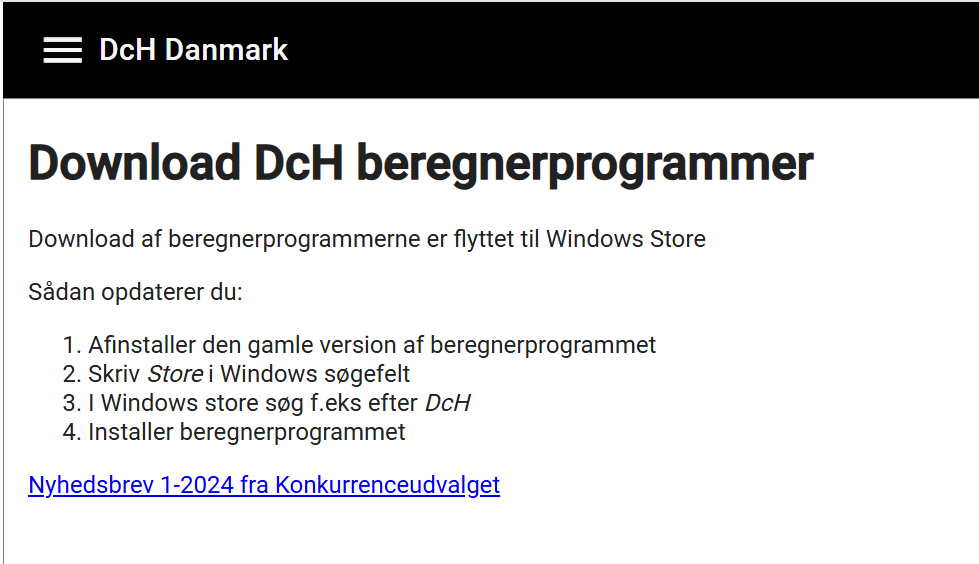 DcH Danmark
Download DcH beregnerprogrammer
Download af beregnerprogrammerne er flyttet til Windows Store
Sådan opdaterer du:
1. Afinstaller den gamle version af beregnerprogrammet
2. Skriv Store i Windows søgefelt
3. I Windows store søg f.eks efter DcH
4. Installer beregnerprogrammet
Nyhedsbrev 1-2024 fra Konkurrenceudvalget